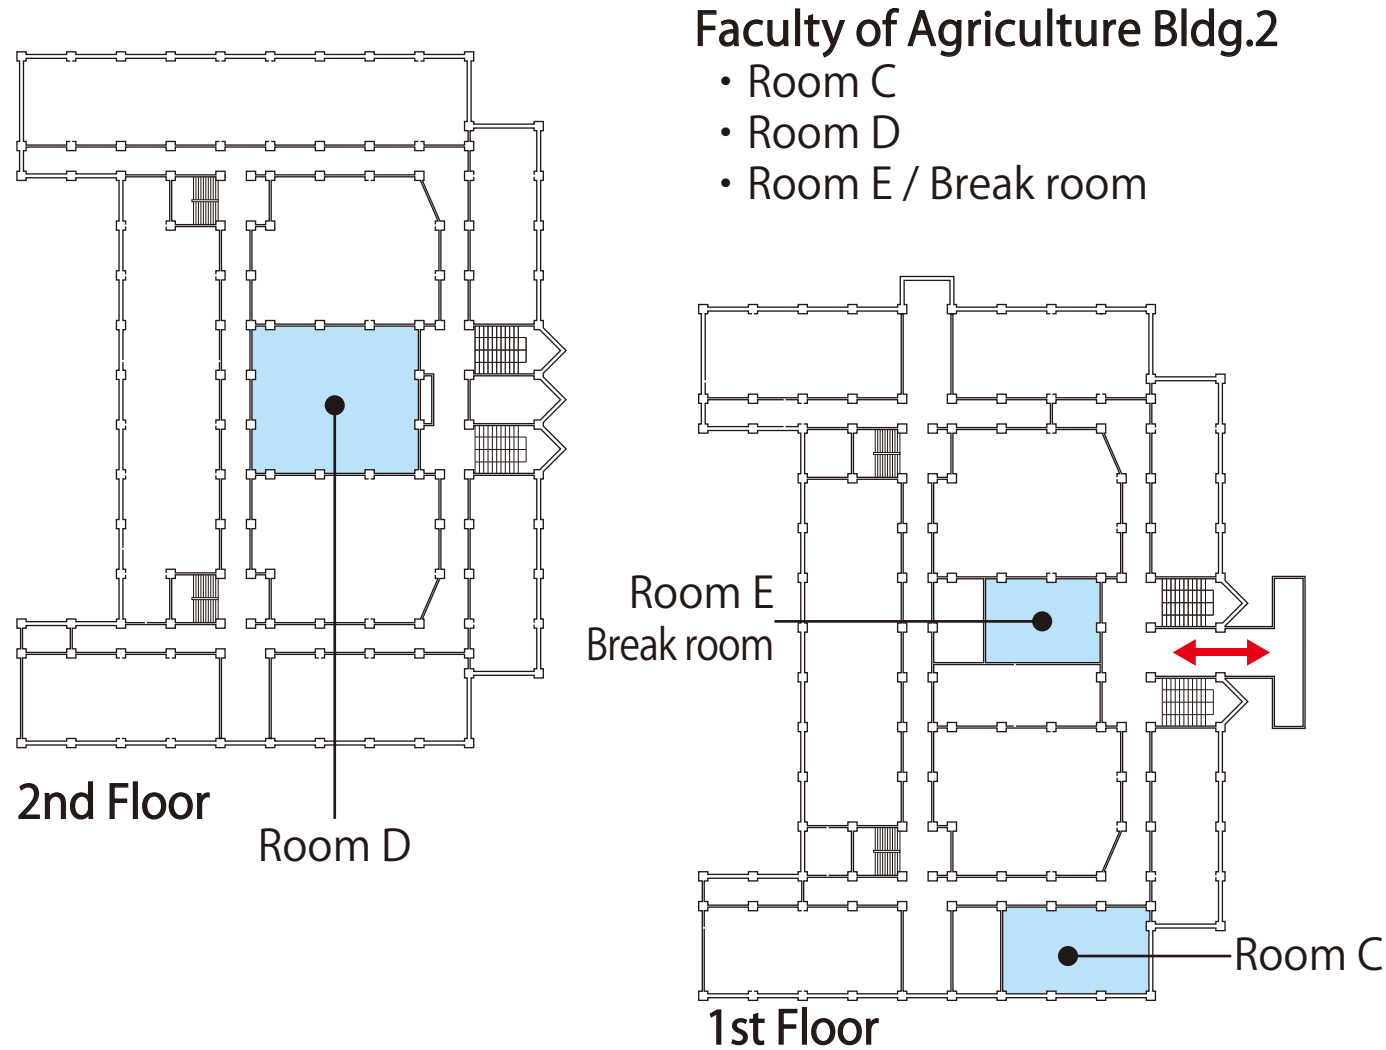 Faculty of Agriculture Bldg.2
・Room C
・Room D
・Room E / Break room
Room E
Break room
2nd Floor
Room D
Room C
1st Floor